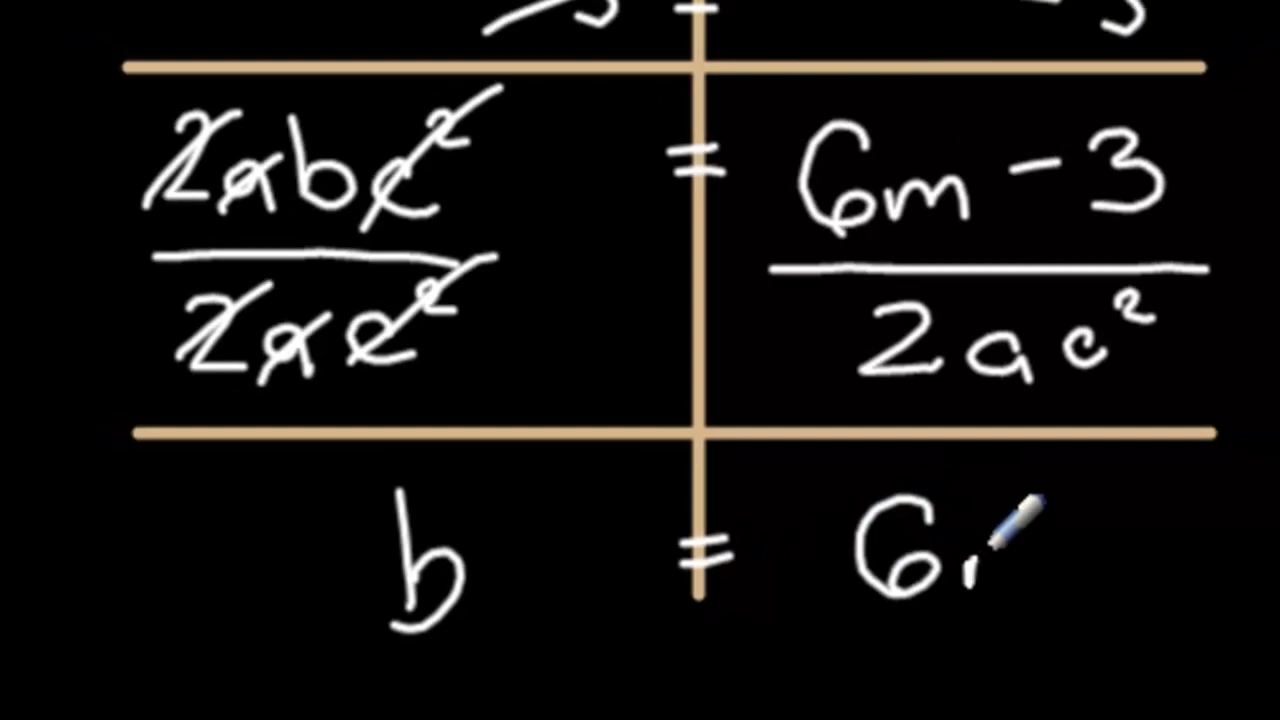 2abc² = 6m - 3
2ac² 2ac²
b = 6